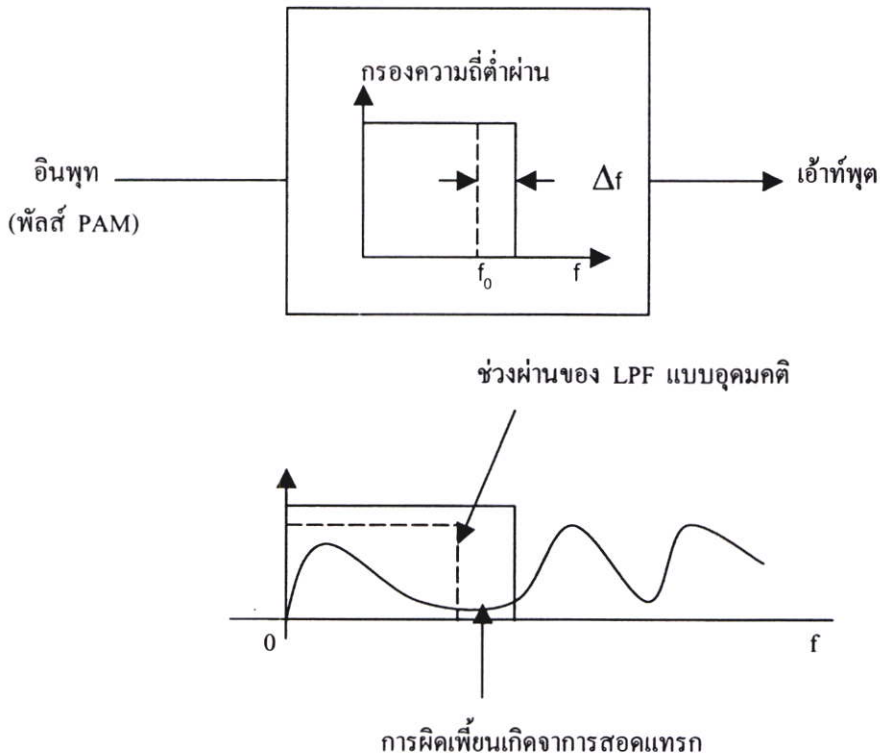 กรองความถี่ต่ำผ่าน
อินพุท
(พัลส์ PAM)
Δf
เอ้าท์พุต
f₀
f
ช่วงผ่านของ LPF แบบอุดมคติ
0
f
การผิดเพี้ยนเกิดจาการสอดแทรก